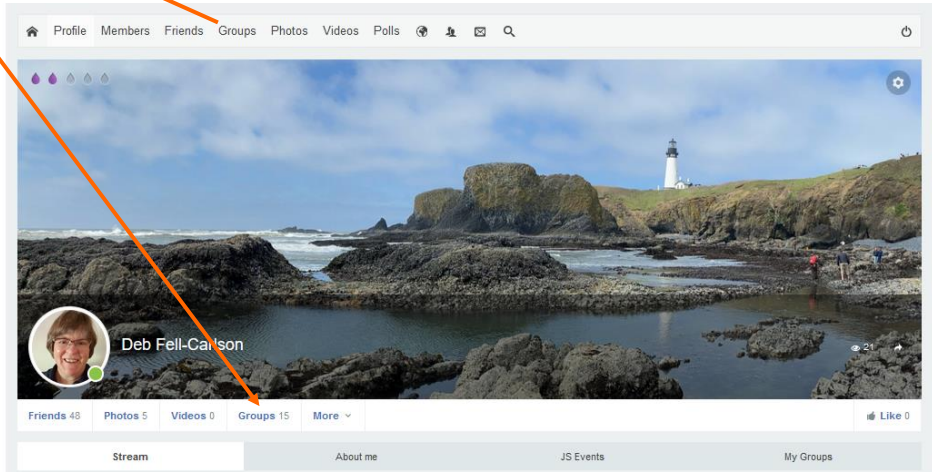 Profile Members Friends Groups Photos Videos Polls
Deb Fell-Carlson
21
Friends 48 Photos 5 Videos 0 Groups 15 More Like 0
Stream About me JS Events My Groups